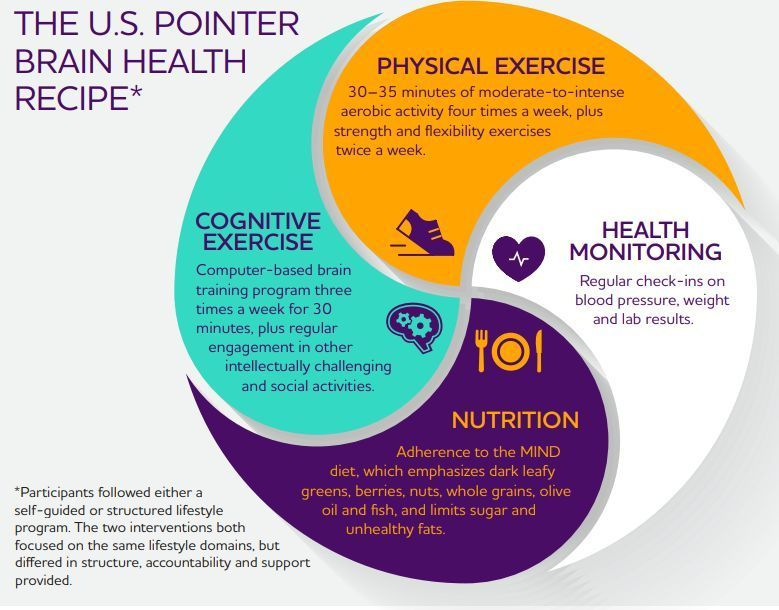 THE U.S. POINTER
BRAIN HEALTH
RECIPE*
PHYSICAL EXERCISE
30–35 minutes of moderate-to-intense
aerobic activity four times a week, plus
strength and flexibility exercises
twice a week.
COGNITIVE
EXERCISE
Computer-based brain
training program three
times a week for 30
minutes, plus regular
engagement in other
intellectually challenging
and social activities.
HEALTH
MONITORING
Regular check-ins on
blood pressure, weight
and lab results.
NUTRITION
Adherence to the MIND
diet, which emphasizes dark leafy
greens, berries, nuts, whole grains, olive
oil and fish, and limits sugar and
unhealthy fats.
*Participants followed either a
self-guided or structured lifestyle
program. The two interventions both
focused on the same lifestyle domains, but
differed in structure, accountability and support
provided.